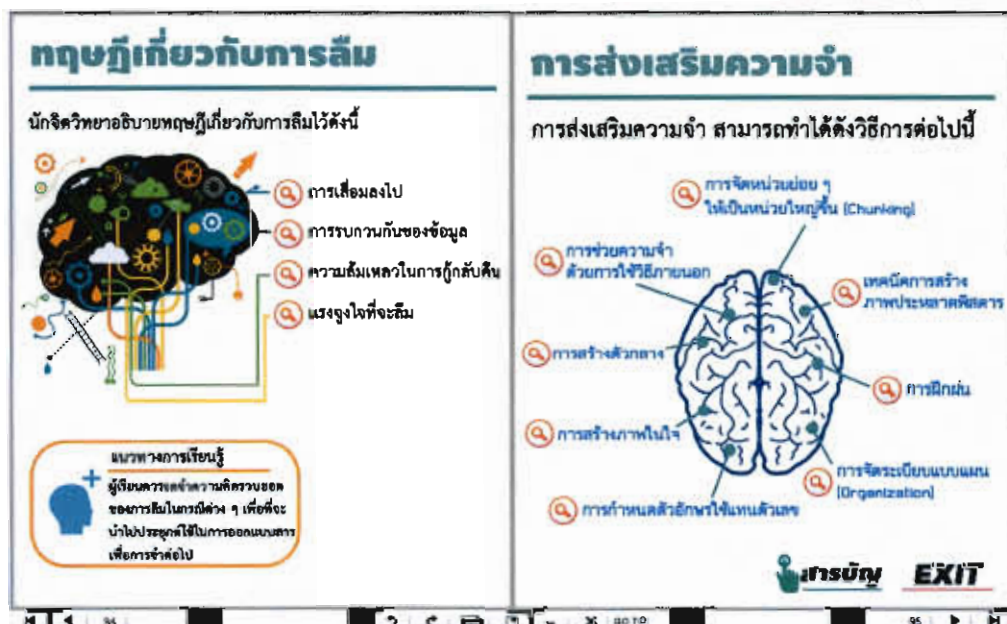 ทฤษฎีเกี่ยวกับการลืม
นักจิตวิทยาอธิบายทฤษฎีเกี่ยวกับการลืมไว้ดังนี้
การเสื่อมลงไป
การรบกวนกันของข้อมูล
ความล้มเหลวในการกู้กลับคืน
แรงจูงใจที่จะลืม
แนวทางการเรียนรู้
ผู้เรียนควรจดจำความคิดรวบยอด
ของการลืมในกรณีต่าง ๆ เพื่อที่จะ
นำไปประยุกต์ใช้ในการออกแบบสาร
เพื่อการจำต่อไป
การส่งเสริมความจำ
การส่งเสริมความจำ สามารถทำได้ดังวิธีการต่อไปนี้
การจัดหน่วยย่อย ๆ
ให้เป็นหน่วยใหญ่ขึ้น (Chunking)
การช่วยความจำ
ด้วยการใช้วิธีภายนอก
เทคนิคการสร้าง
ภาพประหลาดพิสดาร
การสร้างตัวกลาง
การฝึกฝน
การสร้างภาพในใจ
การจัดระเบียบแบบแผน
(Organization)
การกำหนดตัวอักษรใช้แทนตัวเลข
สารบัญ EXIT